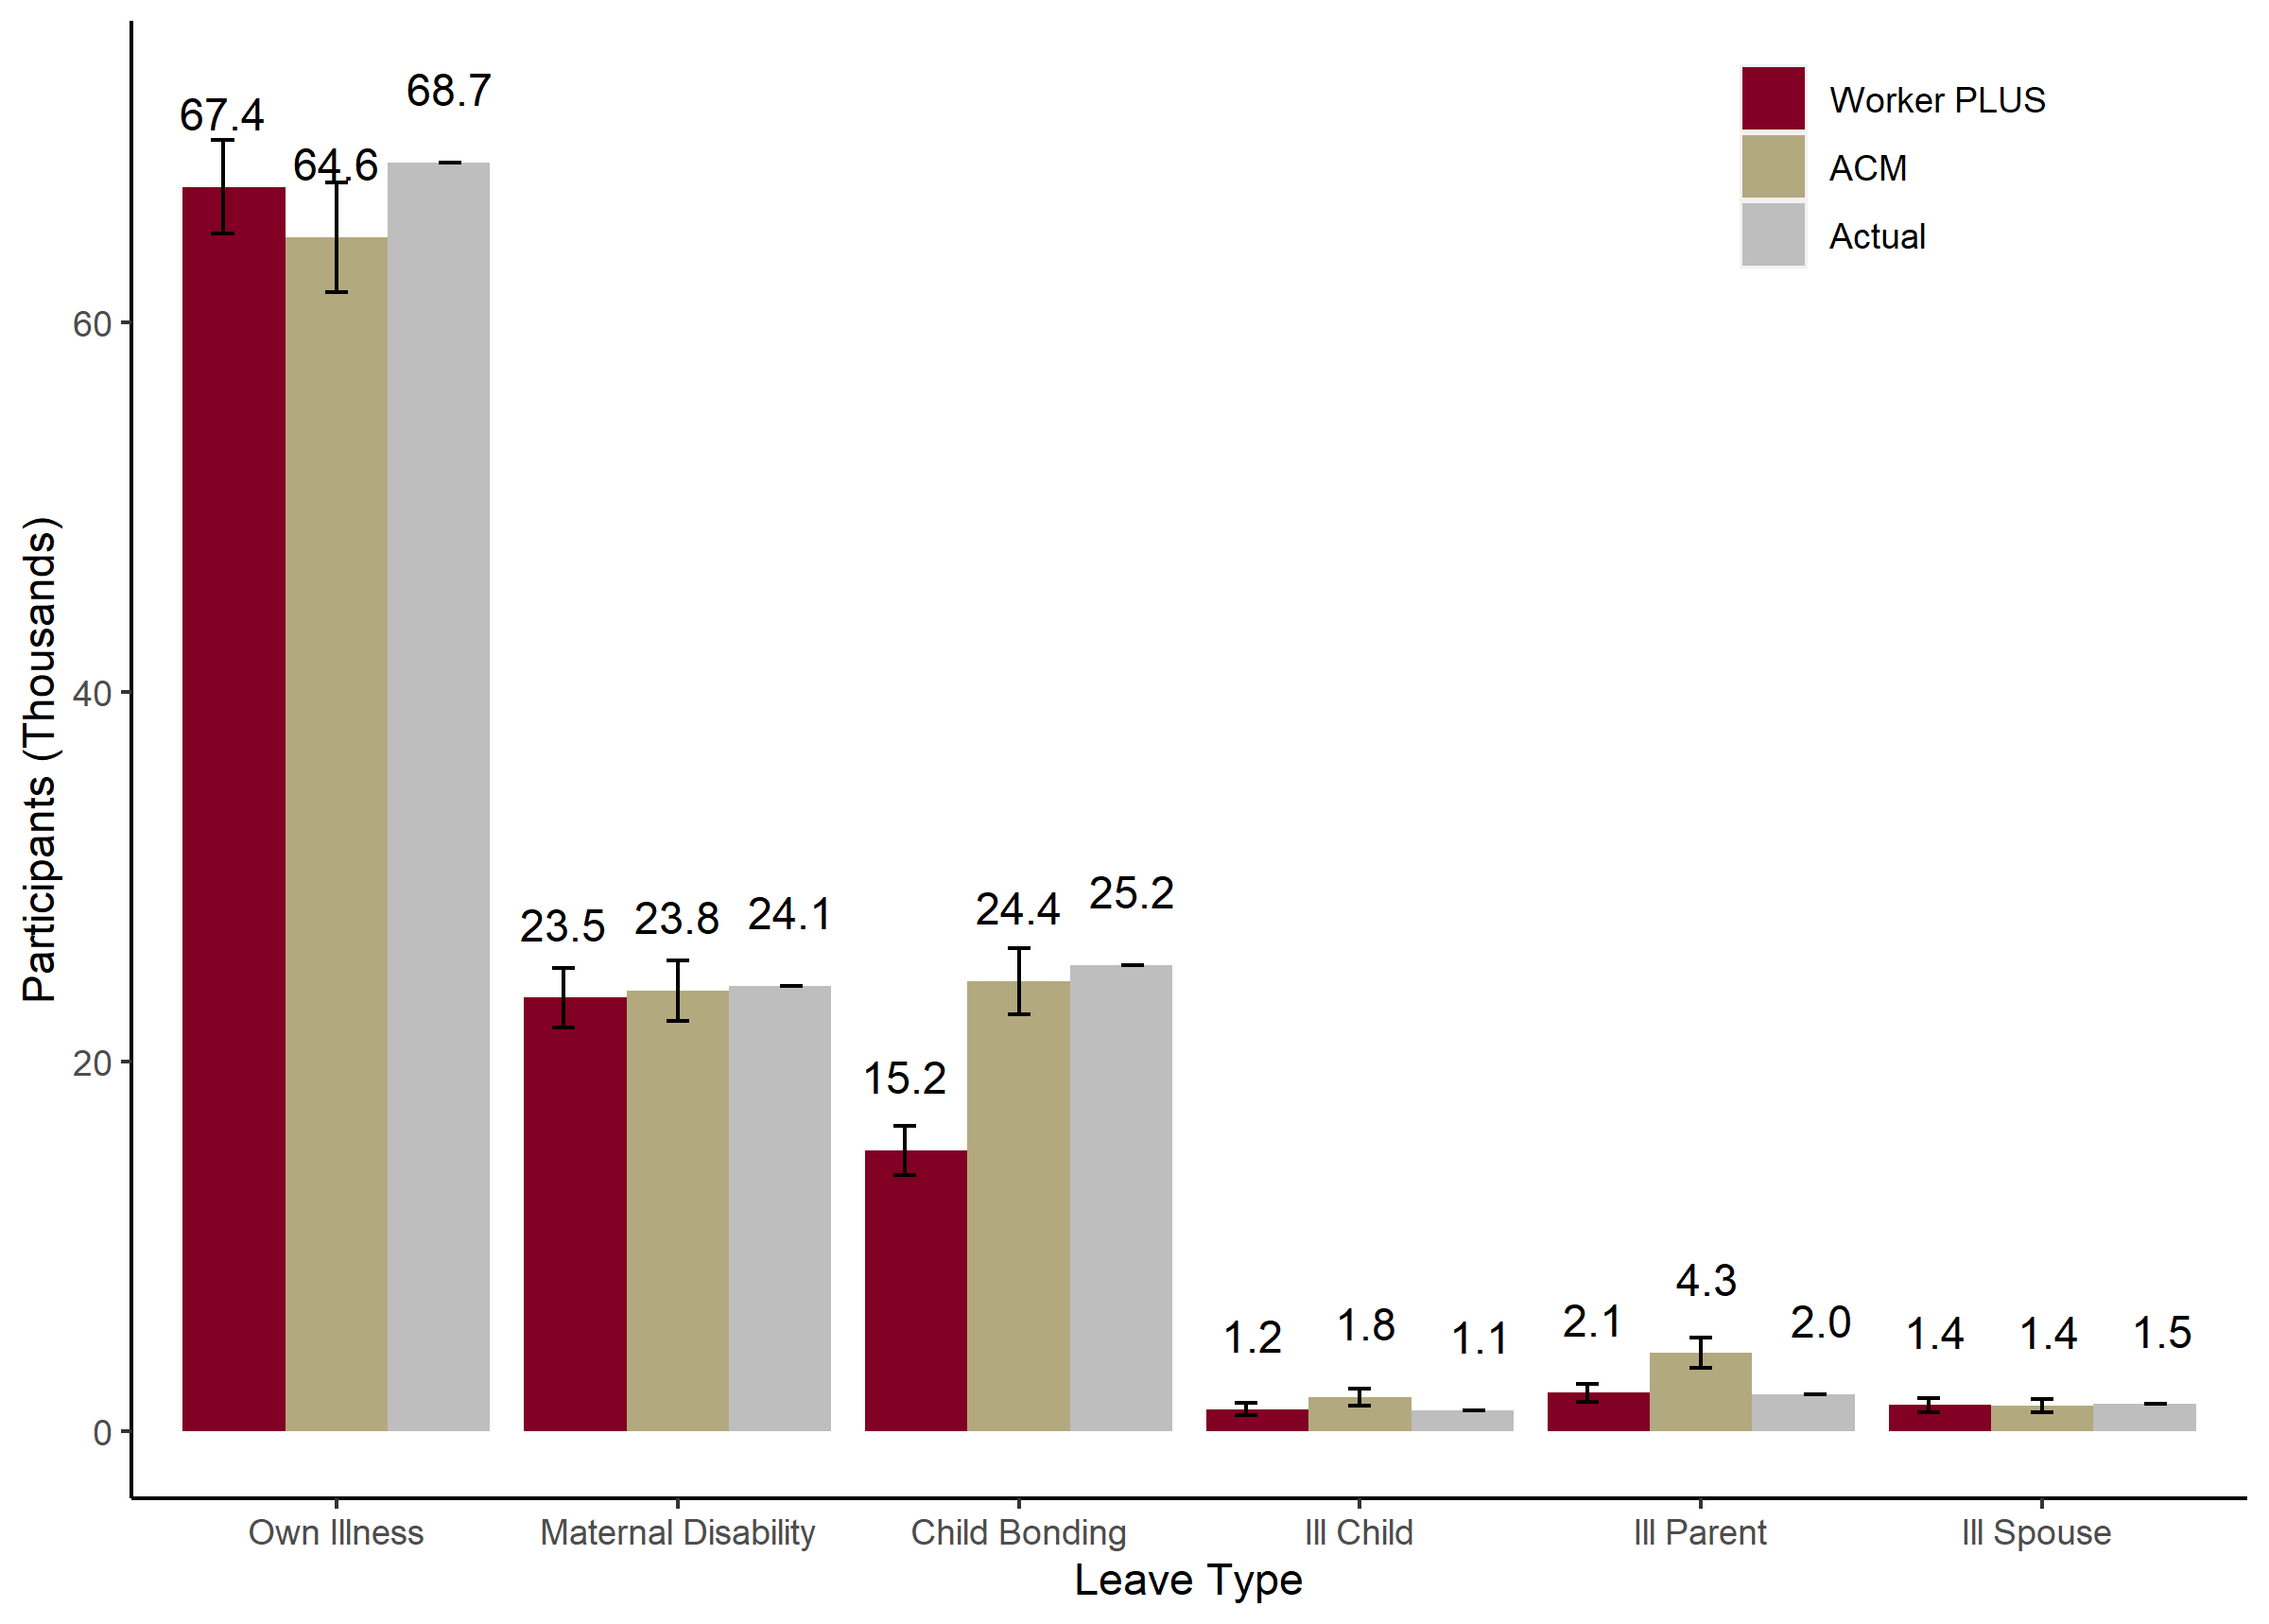 Worker PLUS
ACM
Actual
67.4
64.6
68.7
23.5
23.8
24.1
15.2
24.4
25.2
1.2
1.8
1.1
2.1
4.3
2.0
1.4
1.4
1.5
Participants (Thousands)
60
40
20
0
Own Illness
Maternal Disability
Child Bonding
Ill Child
Ill Parent
Ill Spouse
Leave Type